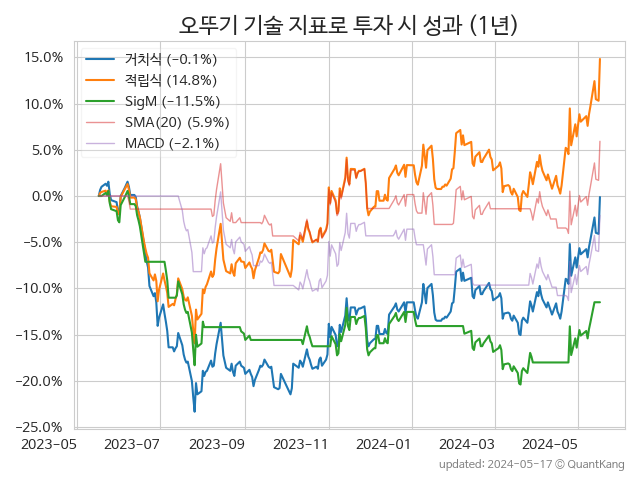 오뚜기 기술 지표로 투자 시 성과 (1년)
거치식 (−0.1%)
적립식 (14.8%)
SigM (−11.5%)
SMA(20) (5.9%)
MACD (−2.1%)
15.0%
10.0%
5.0%
0.0%
−5.0%
−10.0%
−15.0%
−20.0%
−25.0%
2023−05 2023−07 2023−09 2023−11 2024−01 2024−03 2024−05
updated: 2024−05−17 © QuantKang